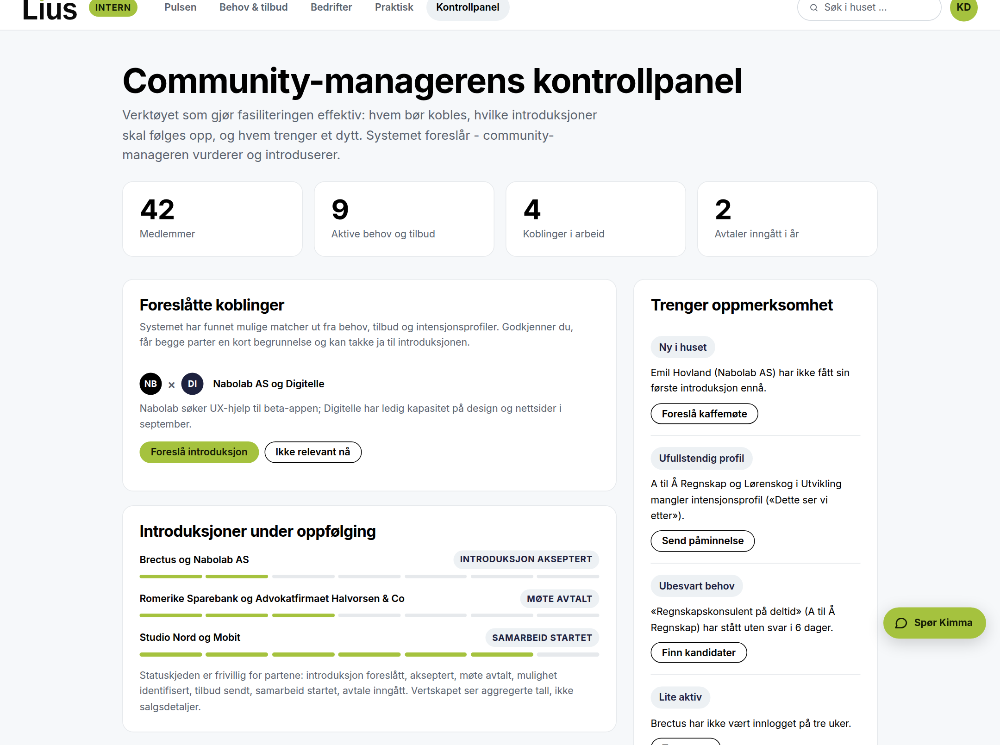 Lius
INTERN
Pulsen
Behov & tilbud
Bedrifter
Praktisk
Kontrollpanel
Søk i huset ...
KD
Community-managerens kontrollpanel
Verktøyet som gjør fasiliteringen effektiv: hvem bør kobles, hvilke introduksjoner
skal følges opp, og hvem trenger et dytt. Systemet foreslår - community-
manageren vurderer og introduserer.
42
Medlemmer
9
Aktive behov og tilbud
4
Koblinger i arbeid
2
Avtaler inngått i år
Foreslåtte koblinger
Systemet har funnet mulige matcher ut fra behov, tilbud og intensjonsprofiler. Godkjenner du,
får begge parter en kort begrunnelse og kan takke ja til introduksjonen.
NB × DI Nabolab AS og Digitelle
Nabolab søker UX-hjelp til beta-appen; Digitelle har ledig kapasitet på design og nettsider i
september.
Foreslå introduksjon
Ikke relevant nå
Introduksjoner under oppfølging
Brectus og Nabolab AS
INTRODUKSJON AKSEPTERT
Romerike Sparebank og Advokatfirmaet Halvorsen & Co
MØTE AVTALT
Studio Nord og Mobit
SAMARBEID STARTET
Statuskjeden er frivillig for partene: introduksjon foreslått, akseptert, møte avtalt, mulighet
identifisert, tilbud sendt, samarbeid startet, avtale inngått. Vertskapet ser aggregerte tall, ikke
salgsdetaljer.
Trenger oppmerksomhet
Ny i huset
Emil Hovland (Nabolab AS) har ikke fått sin
første introduksjon ennå.
Foreslå kaffemøte
Ufullstendig profil
A til Å Regnskap og Lørenskog i Utvikling
mangler intensjonsprofil («Dette ser vi
etter»).
Send påminnelse
Ubesvart behov
«Regnskapskonsulent på deltid» (A til Å
Regnskap) har stått uten svar i 6 dager.
Finn kandidater
Lite aktiv
Brectus har ikke vært innlogget på tre uker.
Spør Kimma